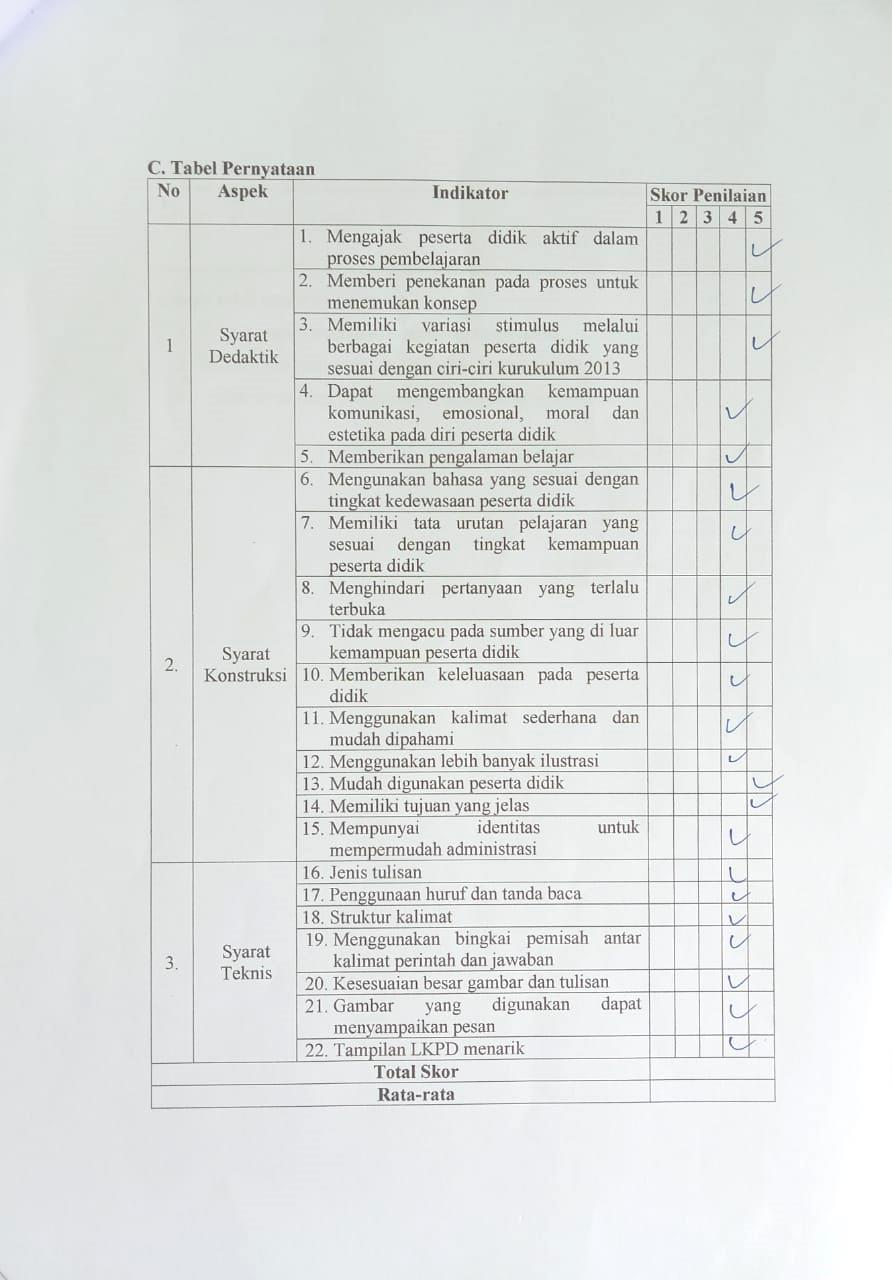 C. Tabel Pernyataan
No Aspek Indikator Skor Penilaian
1 2 3 4 5
1
Syarat
Dedaktik
1. Mengajak peserta didik aktif dalam
proses pembelajaran
2. Memberi penekanan pada proses untuk
menemukan konsep
3. Memiliki variasi stimulus melalui
berbagai kegiatan peserta didik yang
sesuai dengan ciri-ciri kurukulum 2013
4. Dapat mengembangkan kemampuan
komunikasi, emosional, moral dan
estetika pada diri peserta didik
5. Memberikan pengalaman belajar
2.
Syarat
Konstruksi
6. Mengunakan bahasa yang sesuai dengan
tingkat kedewasaan peserta didik
7. Memiliki tata urutan pelajaran yang
sesuai dengan tingkat kemampuan
peserta didik
8. Menghindari pertanyaan yang terlalu
terbuka
9. Tidak mengacu pada sumber yang di luar
kemampuan peserta didik
10. Memberikan keleluasaan pada peserta
didik
11. Menggunakan kalimat sederhana dan
mudah dipahami
12. Menggunakan lebih banyak ilustrasi
13. Mudah digunakan peserta didik
14. Memiliki tujuan yang jelas
15. Mempunyai identitas untuk
mempermudah administrasi
3.
Syarat
Teknis
16. Jenis tulisan
17. Penggunaan huruf dan tanda baca
18. Struktur kalimat
19. Menggunakan bingkai pemisah antar
kalimat perintah dan jawaban
20. Kesesuaian besar gambar dan tulisan
21. Gambar yang digunakan dapat
menyampaikan pesan
22. Tampilan LKPD menarik
Total Skor
Rata-rata